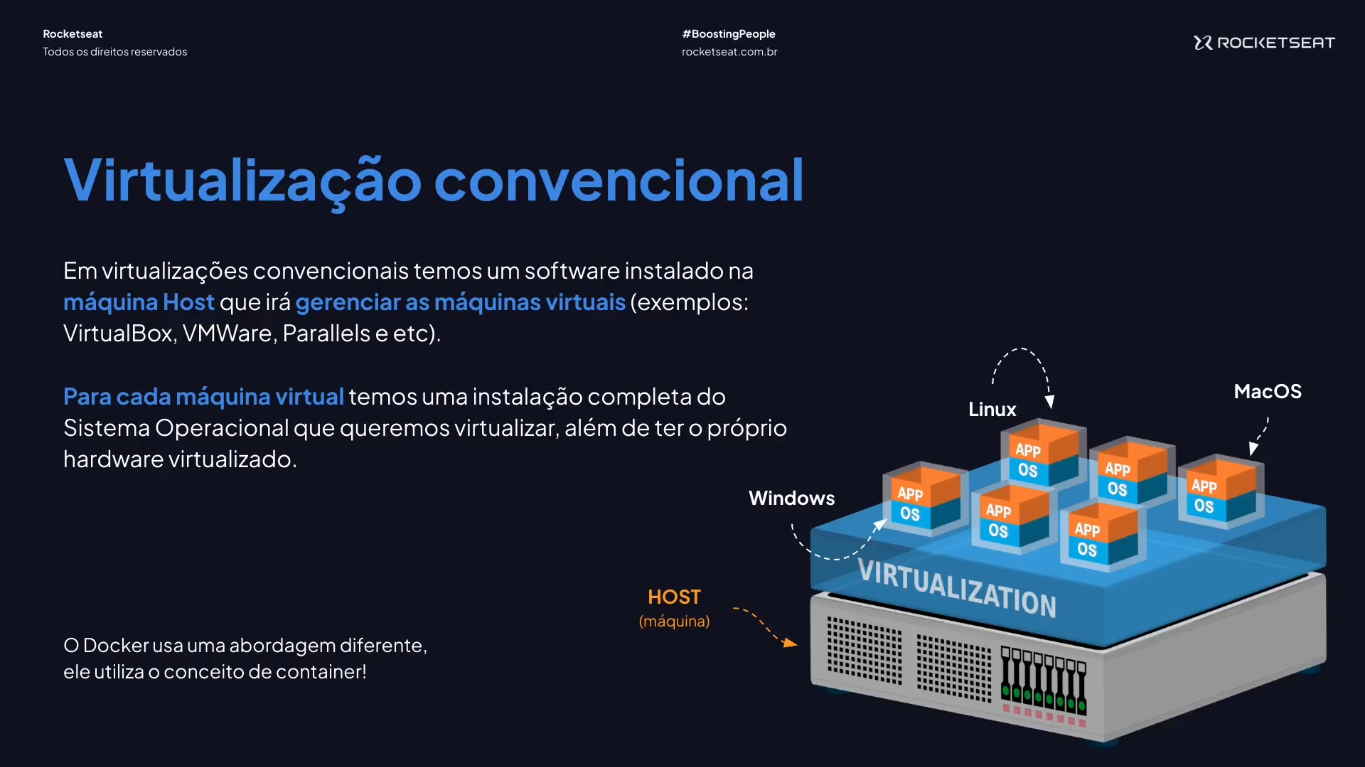 Rocketseat
Todos os direitos reservados
#BoostingPeople
rocketseat.com.br
ROCKETSEAT
Virtualização convencional
Em virtualizações convencionais temos um software instalado na
máquina Host que irá gerenciar as máquinas virtuais (exemplos:
VirtualBox, VMWare, Parallels e etc).
Para cada máquina virtual temos uma instalação completa do
Sistema Operacional que queremos virtualizar, além de ter o próprio
hardware virtualizado.
O Docker usa uma abordagem diferente,
ele utiliza o conceito de container!
MacOS
Linux
Windows
APP
OS
APP
OS
APP
OS
APP
OS
APP
OS
APP
OS
VIRTUALIZATION
HOST
(máquina)